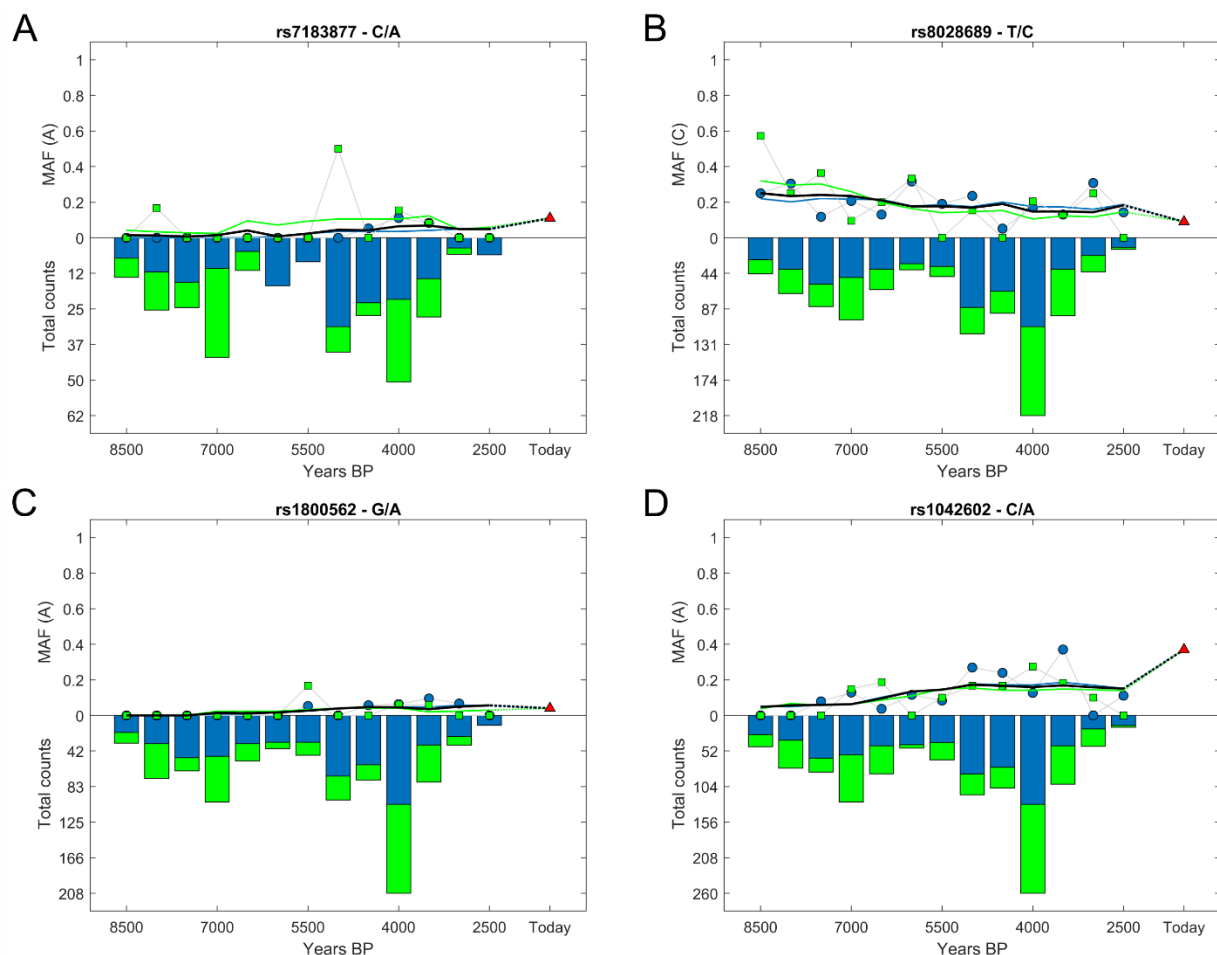 A
rs7183877 - C/A
MAF (A)
1
0.8
0.6
0.4
0.2
0
Total counts
12
25
37
50
62
8500 7000 5500 4000 2500 Today
Years BP
B
rs8028689 - T/C
MAF (C)
1
0.8
0.6
0.4
0.2
0
Total counts
44
87
131
174
218
8500 7000 5500 4000 2500 Today
Years BP
C
rs1800562 - G/A
MAF (A)
1
0.8
0.6
0.4
0.2
0
Total counts
42
83
125
166
208
8500 7000 5500 4000 2500 Today
Years BP
D
rs1042602 - C/A
MAF (A)
1
0.8
0.6
0.4
0.2
0
Total counts
52
104
156
208
260
8500 7000 5500 4000 2500 Today
Years BP